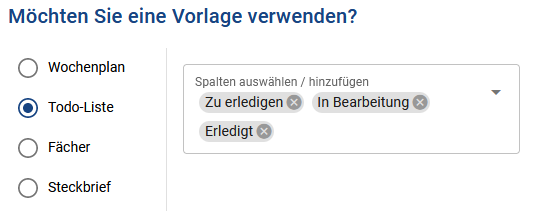 Möchten Sie eine Vorlage verwenden?
Wochenplan
Todo-Liste
Fächer
Steckbrief
Spalten auswählen / hinzufügen
Zu erledigen In Bearbeitung
Erledigt